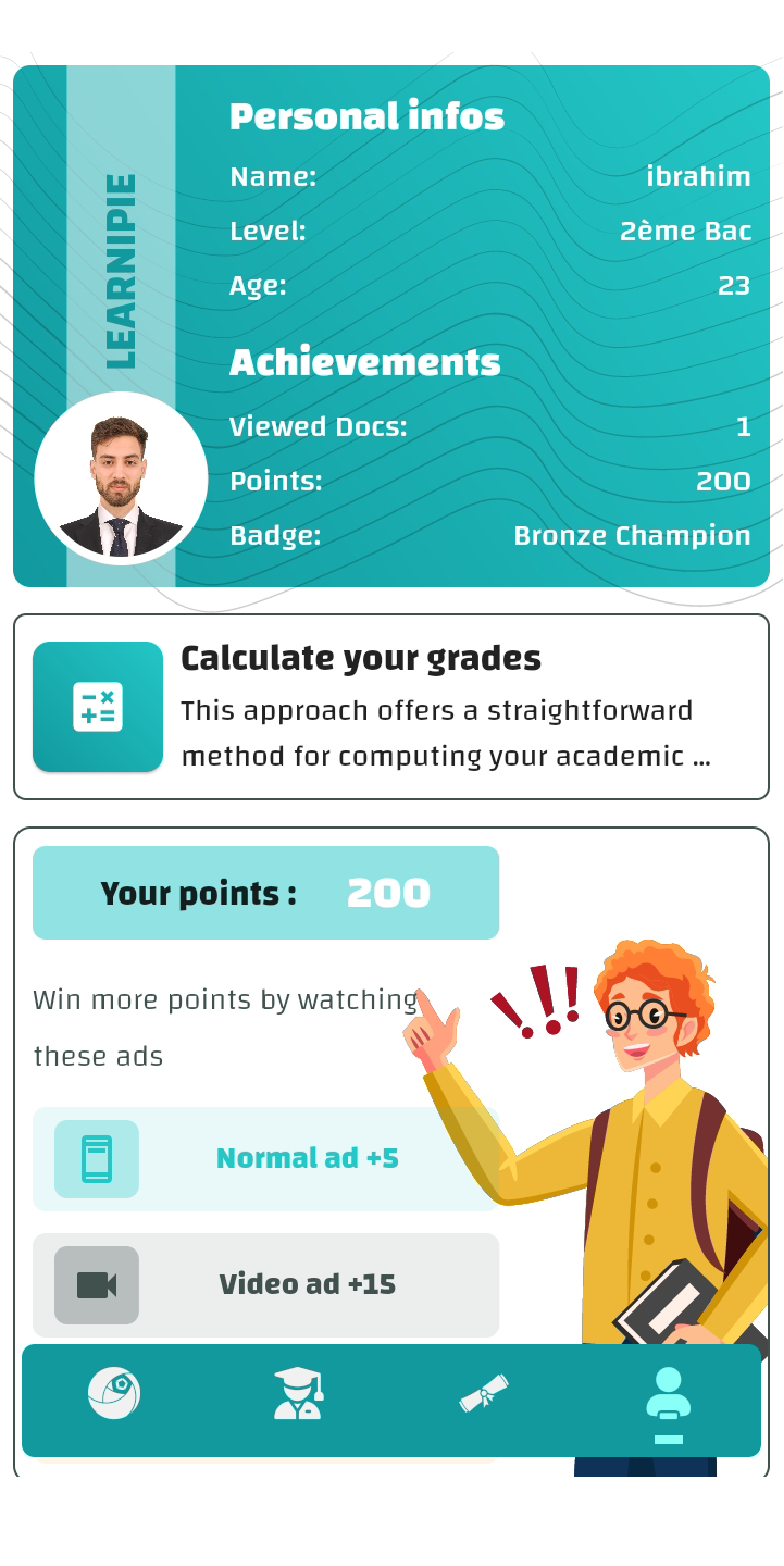 LEARNIPIE
Personal infos
Name: ibrahim
Level: 2ème Bac
Age: 23
Achievements
Viewed Docs: 1
Points: 200
Badge: Bronze Champion
Calculate your grades
This approach offers a straightforward
method for computing your academic ...
Your points : 200
Win more points by watching
these ads
Normal ad +5
Video ad +15